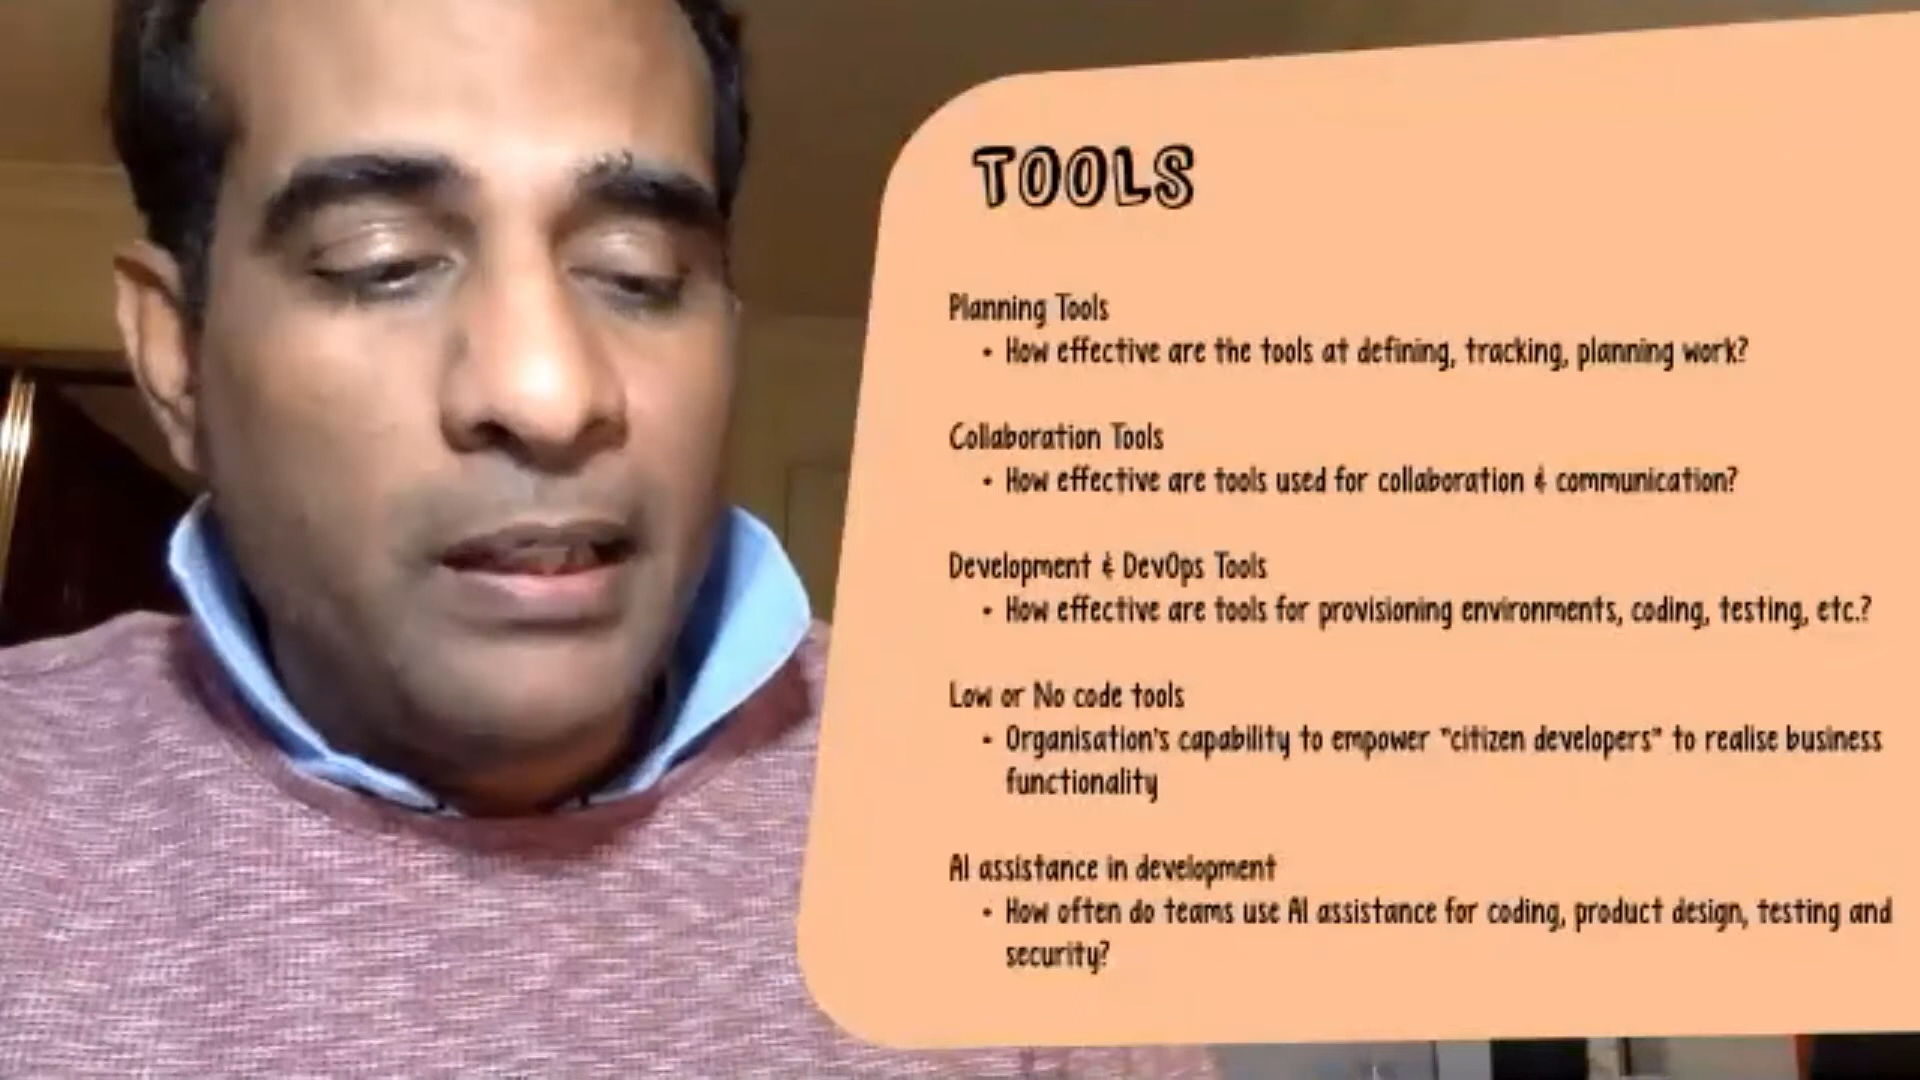 TOOLS
Planning Tools
• How effective are the tools at defining, tracking, planning work?
Collaboration Tools
• How effective are tools used for collaboration & communication?
Development & DevOps Tools
• How effective are tools for provisioning environments, coding, testing, etc.?
Low or No code tools
• Organisation's capability to empower "citizen developers" to realise business
functionality
AI assistance in development
• How often do teams use AI assistance for coding, product design, testing and
security?